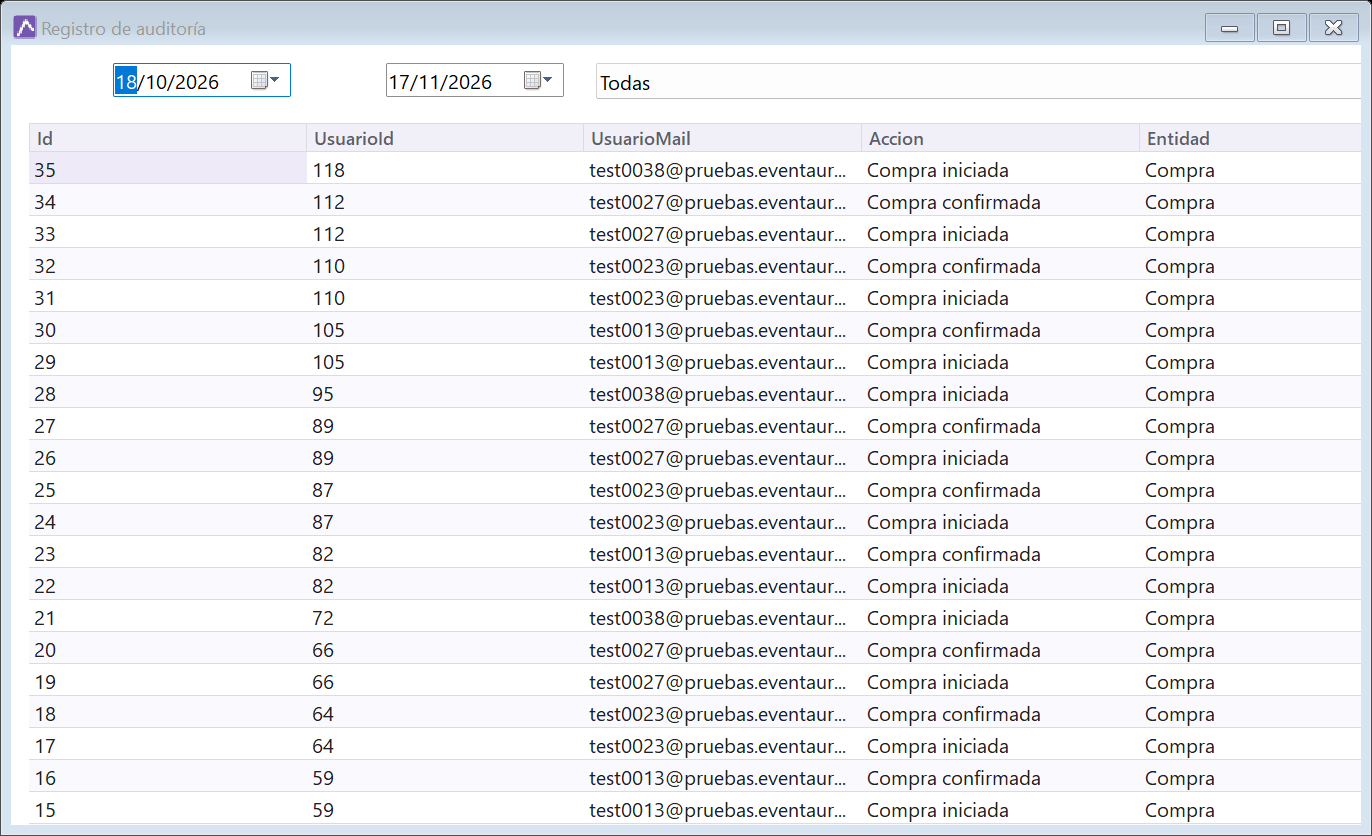 Registro de auditoría
18/10/2026 17/11/2026 Todas
Id UsuarioId UsuarioMail Accion Entidad
35 118 test0038@pruebas.eventaur... Compra iniciada Compra
34 112 test0027@pruebas.eventaur... Compra confirmada Compra
33 112 test0027@pruebas.eventaur... Compra iniciada Compra
32 110 test0023@pruebas.eventaur... Compra confirmada Compra
31 110 test0023@pruebas.eventaur... Compra iniciada Compra
30 105 test0013@pruebas.eventaur... Compra confirmada Compra
29 105 test0013@pruebas.eventaur... Compra iniciada Compra
28 95 test0038@pruebas.eventaur... Compra iniciada Compra
27 89 test0027@pruebas.eventaur... Compra confirmada Compra
26 89 test0027@pruebas.eventaur... Compra iniciada Compra
25 87 test0023@pruebas.eventaur... Compra confirmada Compra
24 87 test0023@pruebas.eventaur... Compra iniciada Compra
23 82 test0013@pruebas.eventaur... Compra confirmada Compra
22 82 test0013@pruebas.eventaur... Compra iniciada Compra
21 72 test0038@pruebas.eventaur... Compra iniciada Compra
20 66 test0027@pruebas.eventaur... Compra confirmada Compra
19 66 test0027@pruebas.eventaur... Compra iniciada Compra
18 64 test0023@pruebas.eventaur... Compra confirmada Compra
17 64 test0023@pruebas.eventaur... Compra iniciada Compra
16 59 test0013@pruebas.eventaur... Compra confirmada Compra
15 59 test0013@pruebas.eventaur... Compra iniciada Compra